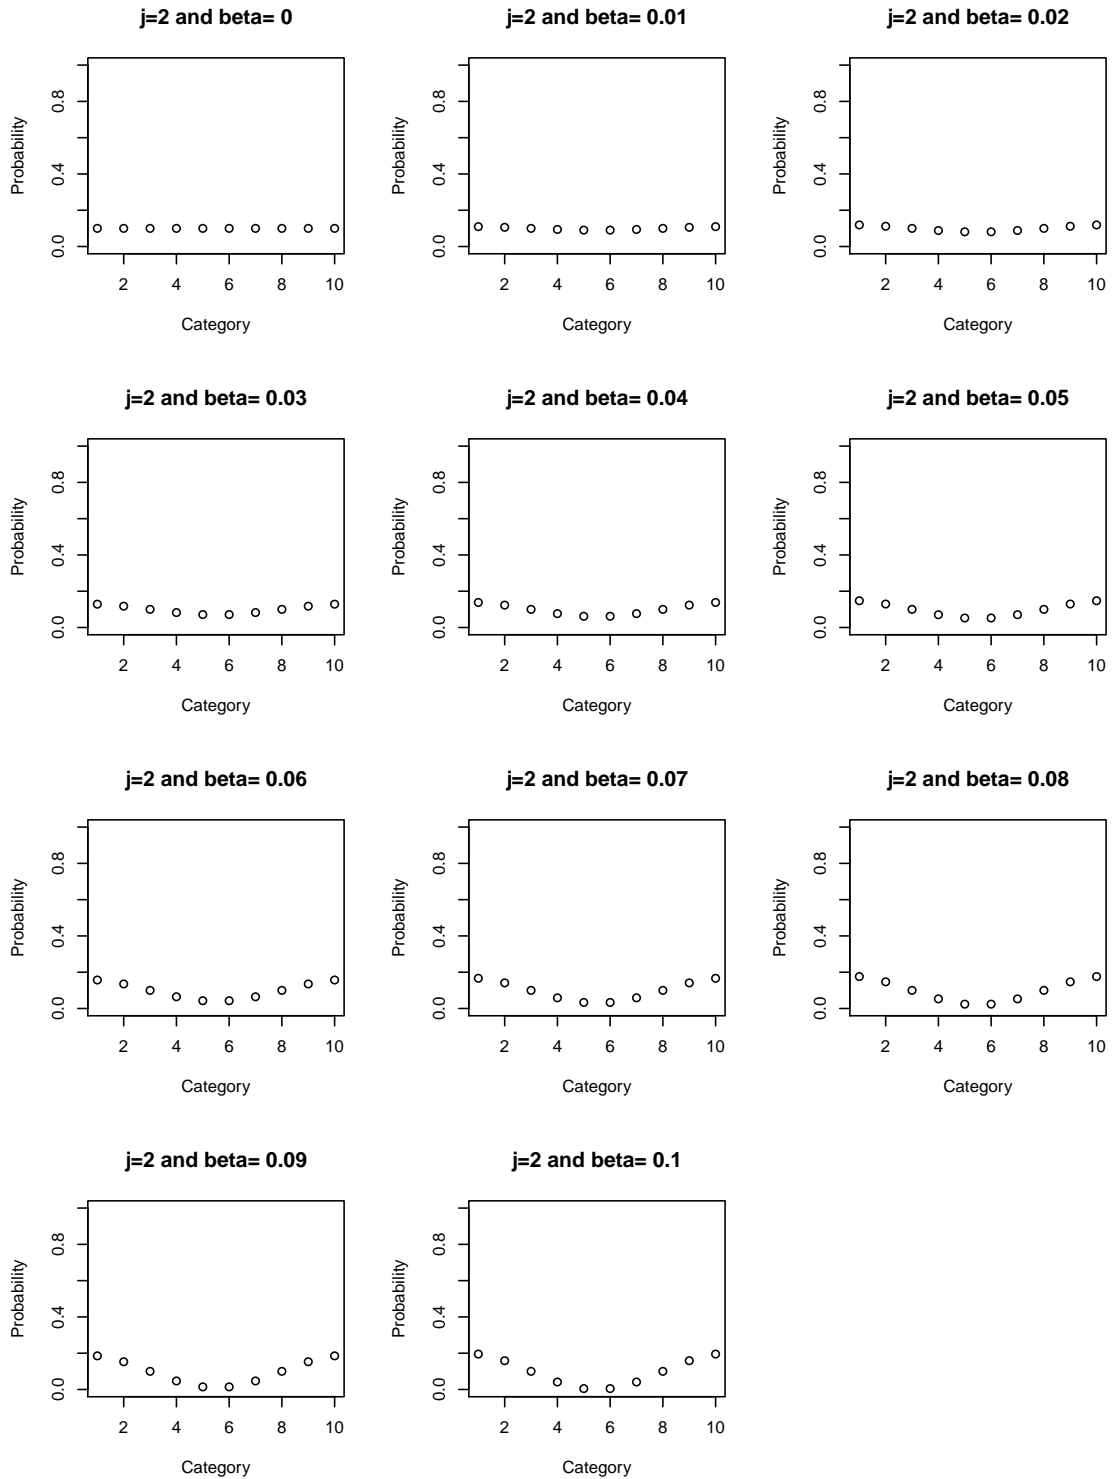 j=2 and beta= 0
Probability
0.0 0.4 0.8
2 4 6 8 10
Category
j=2 and beta= 0.01
Probability
0.0 0.4 0.8
2 4 6 8 10
Category
j=2 and beta= 0.02
Probability
0.0 0.4 0.8
2 4 6 8 10
Category
j=2 and beta= 0.03
Probability
0.0 0.4 0.8
2 4 6 8 10
Category
j=2 and beta= 0.04
Probability
0.0 0.4 0.8
2 4 6 8 10
Category
j=2 and beta= 0.05
Probability
0.0 0.4 0.8
2 4 6 8 10
Category
j=2 and beta= 0.06
Probability
0.0 0.4 0.8
2 4 6 8 10
Category
j=2 and beta= 0.07
Probability
0.0 0.4 0.8
2 4 6 8 10
Category
j=2 and beta= 0.08
Probability
0.0 0.4 0.8
2 4 6 8 10
Category
j=2 and beta= 0.09
Probability
0.0 0.4 0.8
2 4 6 8 10
Category
j=2 and beta= 0.1
Probability
0.0 0.4 0.8
2 4 6 8 10
Category